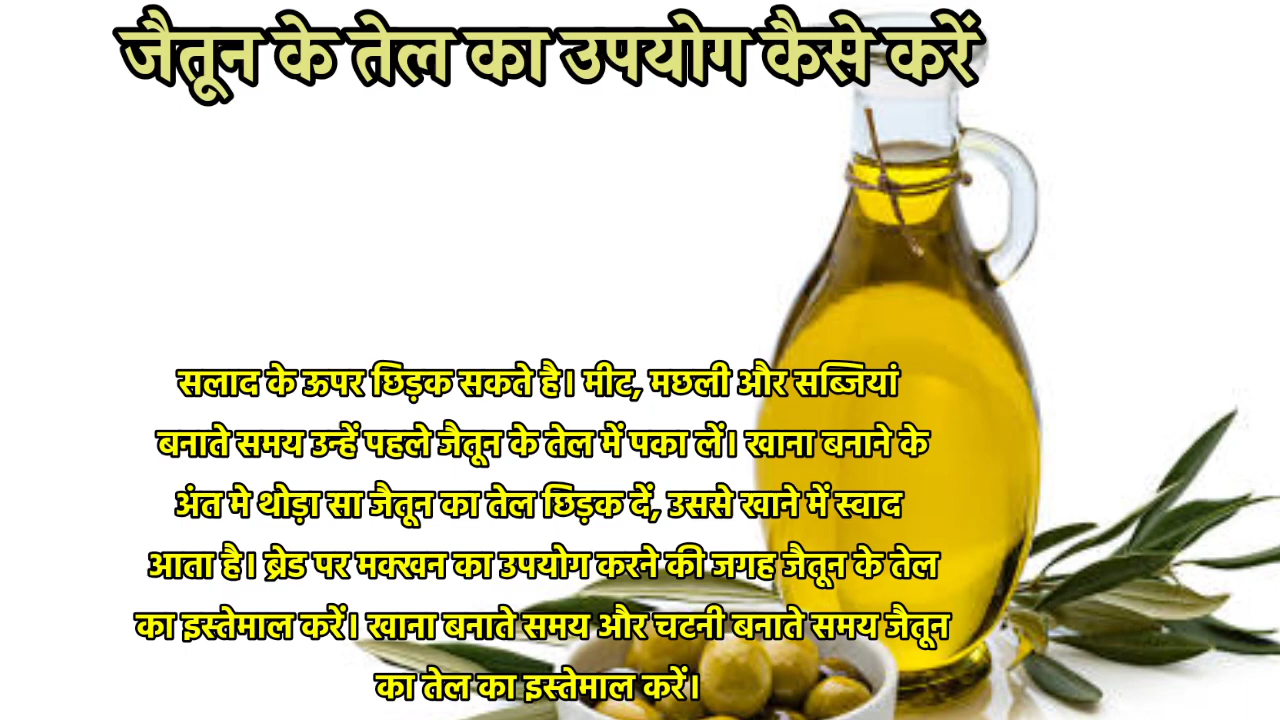 जैतून के तेल का उपयोग कैसे करें
सलाद के ऊपर छिड़क सकते है। मीट, मछली और सब्जियां
बनाते समय उन्हें पहले जैतून के तेल में पका लें। खाना बनाने के
अंत मे थोड़ा सा जैतून का तेल छिड़क दें, उससे खाने में स्वाद
आता है। ब्रेड पर मक्खन का उपयोग करने की जगह जैतून के तेल
का इस्तेमाल करें। खाना बनाते समय और चटनी बनाते समय जैतून
का तेल का इस्तेमाल करें।